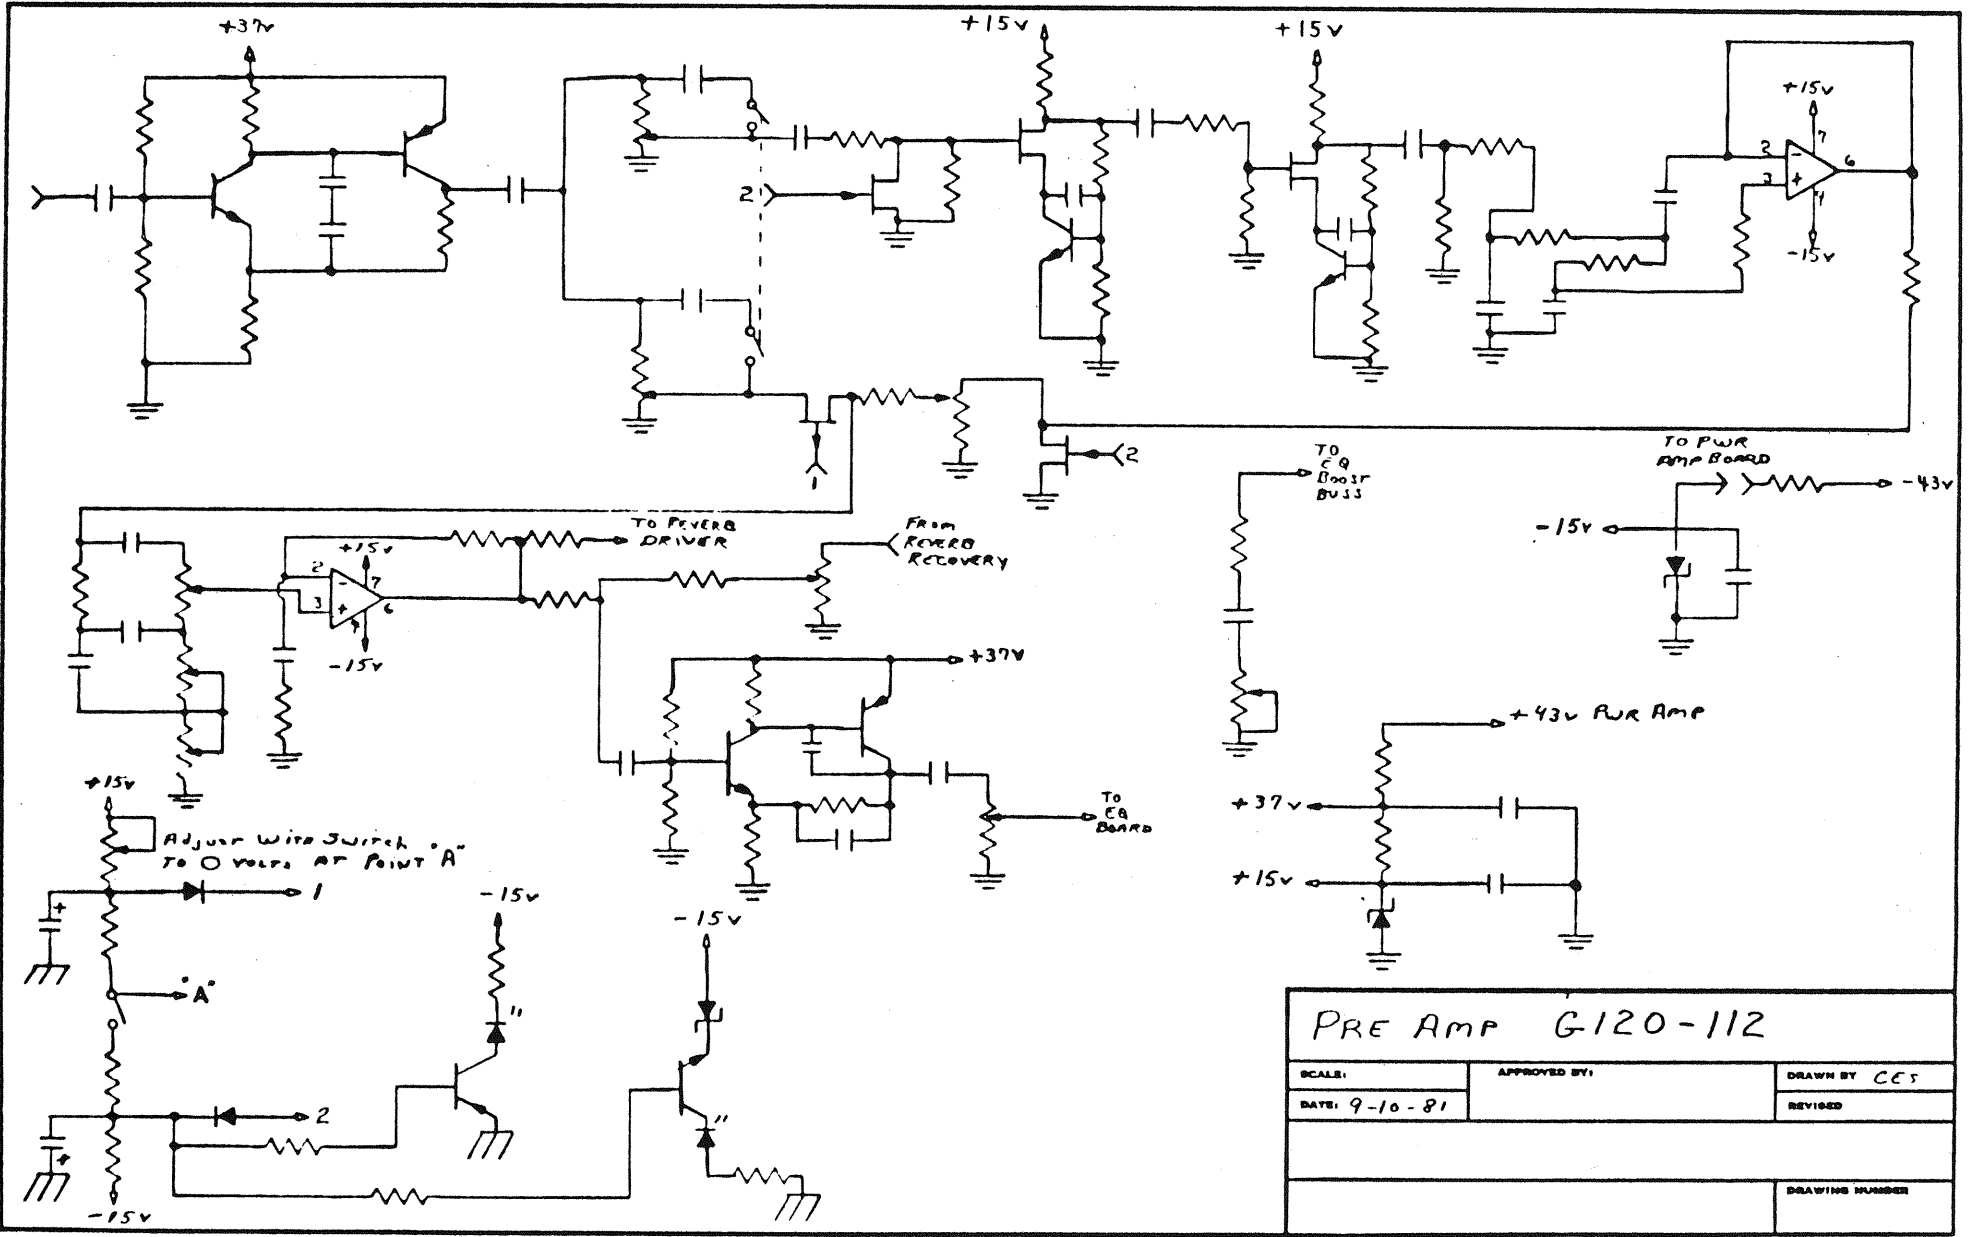 +37v
+15v
+15v
+15v
2
2
7
-
6
3
+
4
-15v
2
1
TO
EQ
BOOST
BUSS
TO PWR
AMP BOARD
-43v
-15v
TO REVERB
DRIVER
FROM
REVERB
RECOVERY
+15v
2
-
7
3
+
6
4
-15v
+37v
+43v PWR AMP
+15v
TO
EQ
BOARD
+37v
Adjust With Switch
TO O VOLTS AT POINT "A"
+15v
1
+
-15v
-15v
"A"
"
2
"
+
-15v
PRE AMP G120-112
SCALE:
APPROVED BY:
DRAWN BY CES
DATE: 9-10-81
REVISED
DRAWING NUMBER